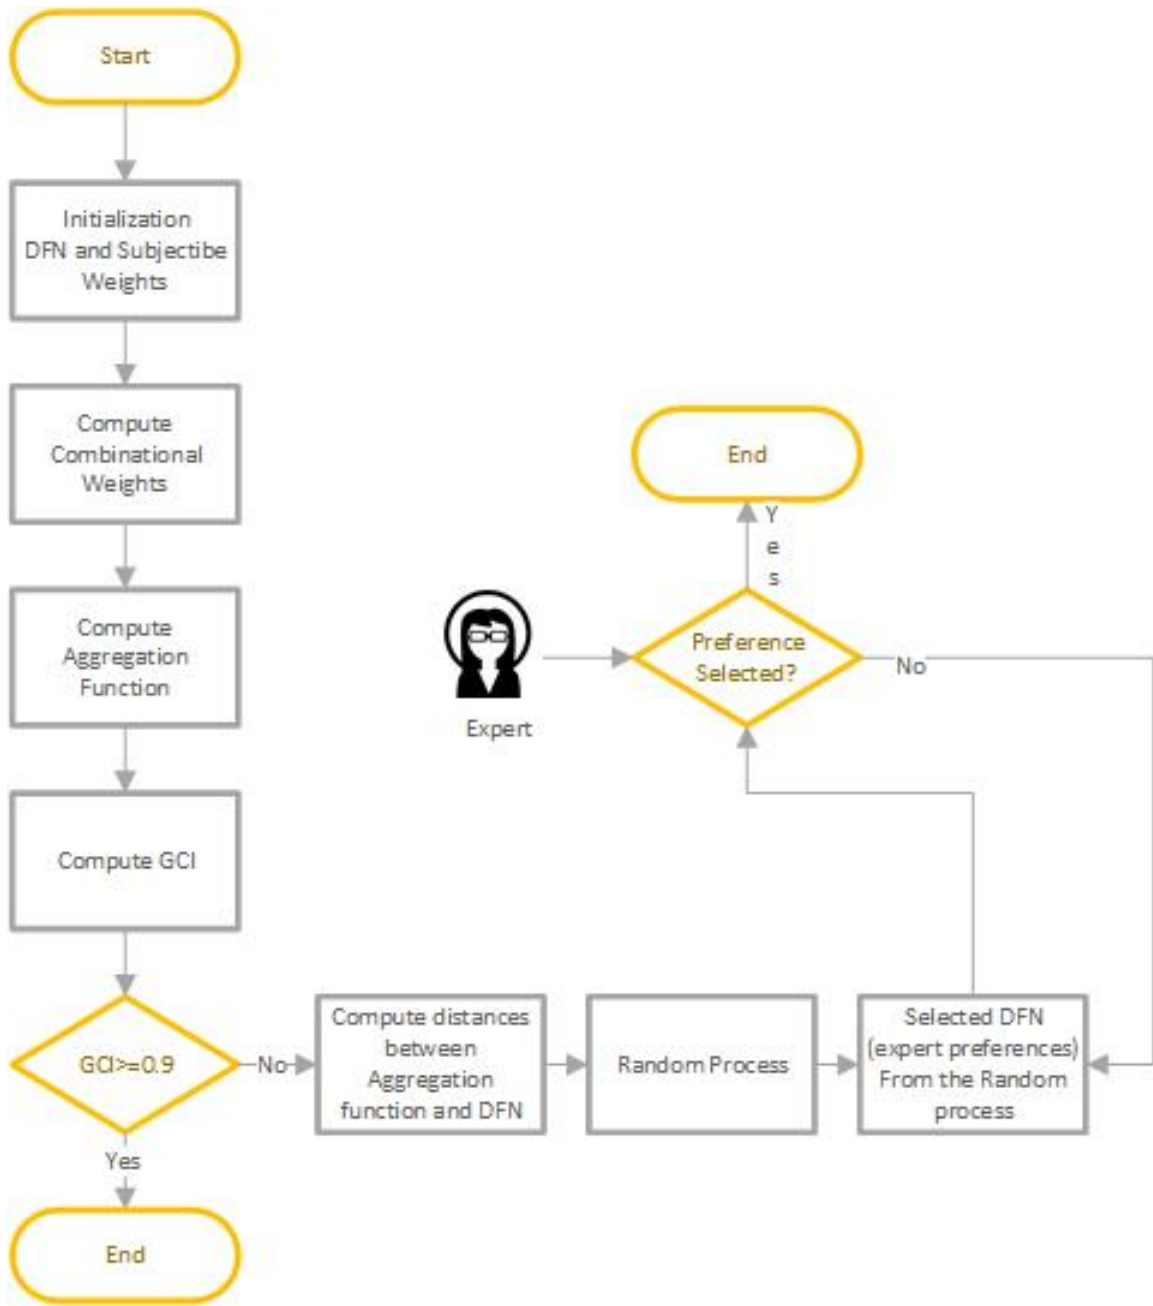 Start
Initialization
DFN and Subjectibe
Weights
Compute
Combinational
Weights
Compute
Aggregation
Function
Compute GCI
GCI>=0.9
No
Yes
End
Compute distances
between
Aggregation
function and DFN
Random Process
Selected DFN
(expert preferences)
From the Random
process
Expert
Preference
Selected?
No
Yes
End